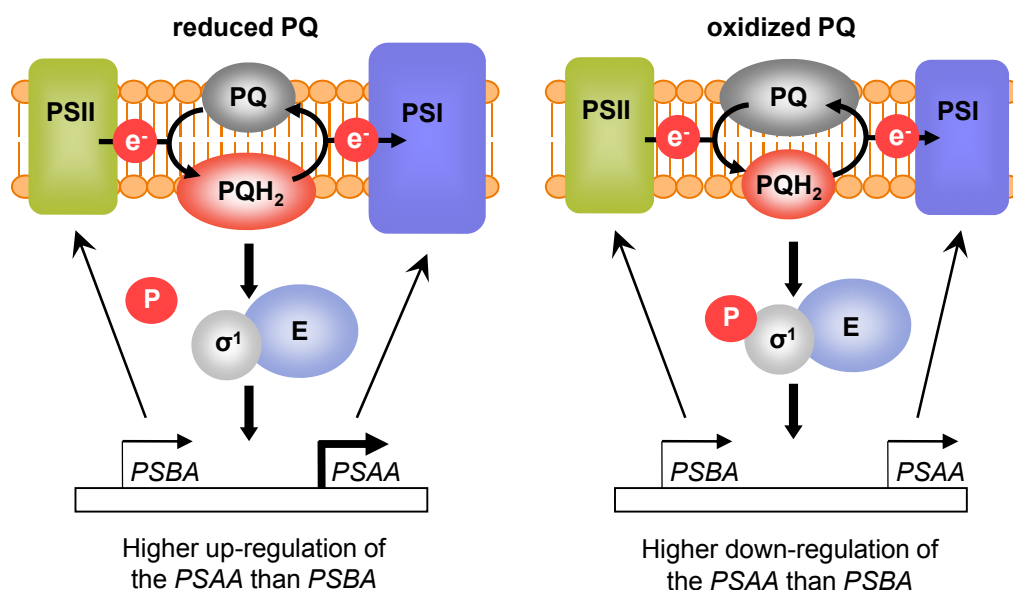 reduced PQ
PSII
e-
PQ
PQH₂
e-
PSI
P
σ¹
E
PSBA
PSAA
Higher up-regulation of
the PSAA than PSBA
oxidized PQ
PSII
e-
PQ
PQH₂
e-
PSI
P
σ¹
E
PSBA
PSAA
Higher down-regulation of
the PSAA than PSBA